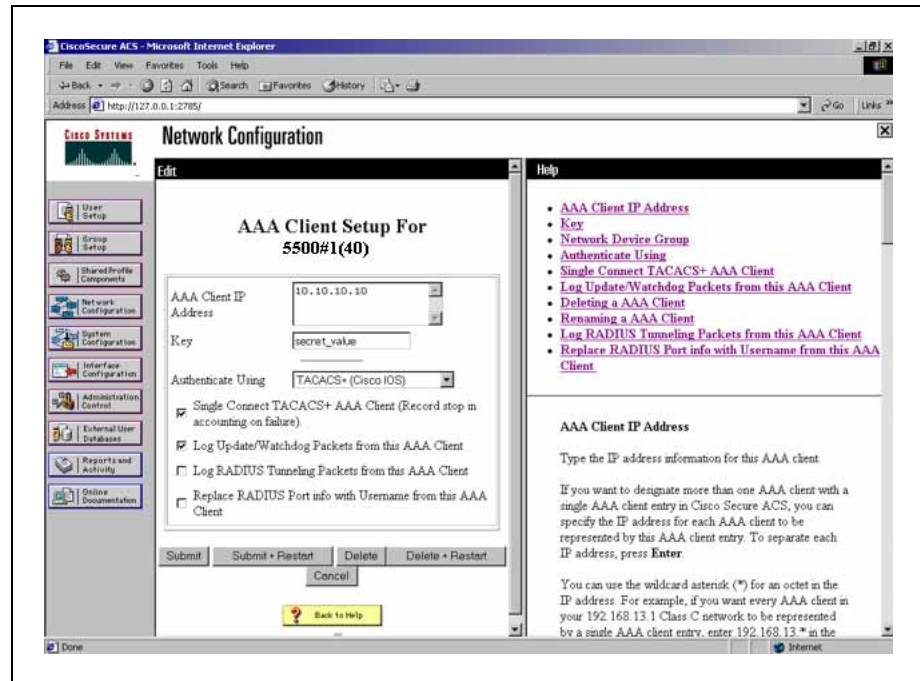 CiscoSecure ACS - Microsoft Internet Explorer
File Edit View Favorites Tools Help
Back Search Favorites History
Address http://127.0.0.1:2785/ Go Links »
CISCO SYSTEMS
Network Configuration
User
Setup
Group
Setup
Shared Profile
Components
Network
Configuration
System
Configuration
Interface
Configuration
Administration
Control
External User
Databases
Reports and
Activity
Online
Documentation
Edit
AAA Client Setup For
5500#1(40)
AAA Client IP
Address
10.10.10.10
Key
secret_value
Authenticate Using
TACACS+ (Cisco IOS)
Single Connect TACACS+ AAA Client (Record stop in
accounting on failure).
Log Update/Watchdog Packets from this AAA Client
Log RADIUS Tunneling Packets from this AAA Client
Replace RADIUS Port info with Username from this AAA
Client
Submit Submit + Restart Delete Delete + Restart
Cancel
? Back to Help
Help
AAA Client IP Address
Key
Network Device Group
Authenticate Using
Single Connect TACACS+ AAA Client
Log Update/Watchdog Packets from this AAA Client
Deleting a AAA Client
Renaming a AAA Client
Log RADIUS Tunneling Packets from this AAA Client
Replace RADIUS Port info with Username from this AAA
Client
AAA Client IP Address
Type the IP address information for this AAA client.
If you want to designate more than one AAA client with a
single AAA client entry in Cisco Secure ACS, you can
specify the IP address for each AAA client to be
represented by this AAA client entry. To separate each
IP address, press Enter.
You can use the wildcard asterisk (*) for an octet in the
IP address. For example, if you want every AAA client in
your 192.168.13.1 Class C network to be represented
by a single AAA client entry, enter 192.168.13.* in the
Done
Internet